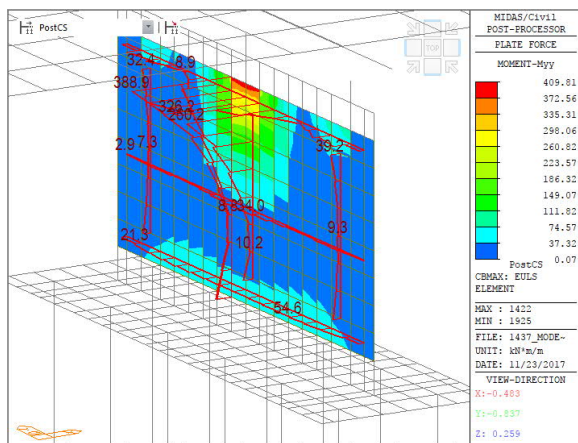 PostCS
TOP
32.4
8.9
388.9
326.2
260.2
39.2
2.9
7.3
34.0
9.3
21.3
10.2
54.6
MIDAS/Civil
POST-PROCESSOR
PLATE FORCE
MOMENT-Myy
409.81
372.56
335.31
298.06
260.82
223.57
186.32
149.07
111.82
74.57
37.32
0.07
PostCS
CBMAX: EULS
ELEMENT
MAX : 1422
MIN : 1925
FILE: 1437_MODE~
UNIT: kN*m/m
DATE: 11/23/2017
VIEW-DIRECTION
X:-0.483
Y:-0.837
Z: 0.259